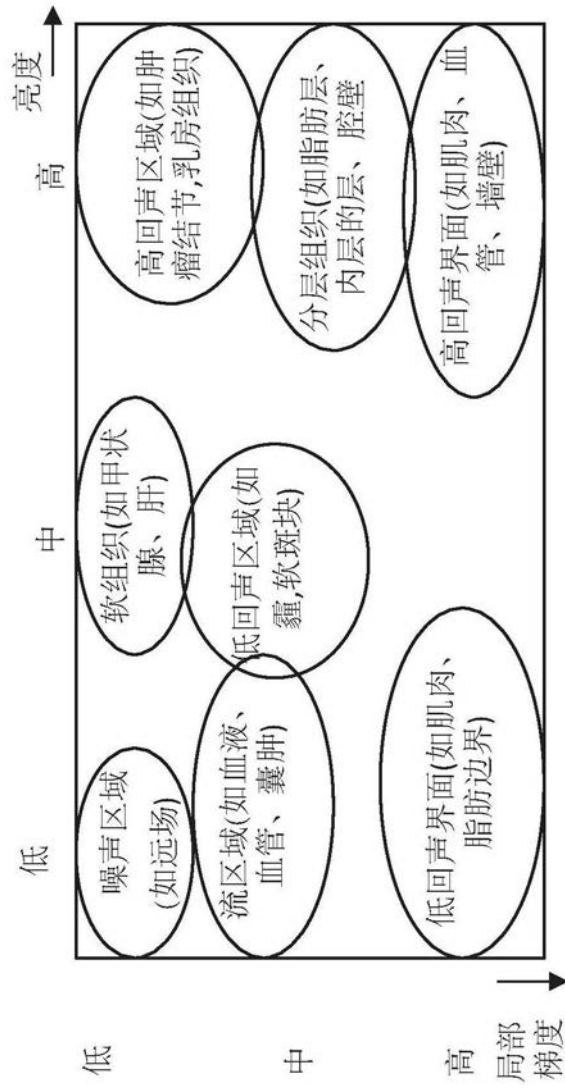 低
中
高
亮度
低
中
高
局部
梯度
噪声区域
(如远场)
软组织(如甲状
腺、肝)
高回声区域(如肿
瘤结节,乳房组织)
流区域(如血液、
血管、囊肿)
低回声区域(如
霾,软斑块)
分层组织(如脂肪层、
内层的层、腔壁
低回声界面(如肌肉、
脂肪边界)
高回声界面(如肌肉、血
管、墙壁)